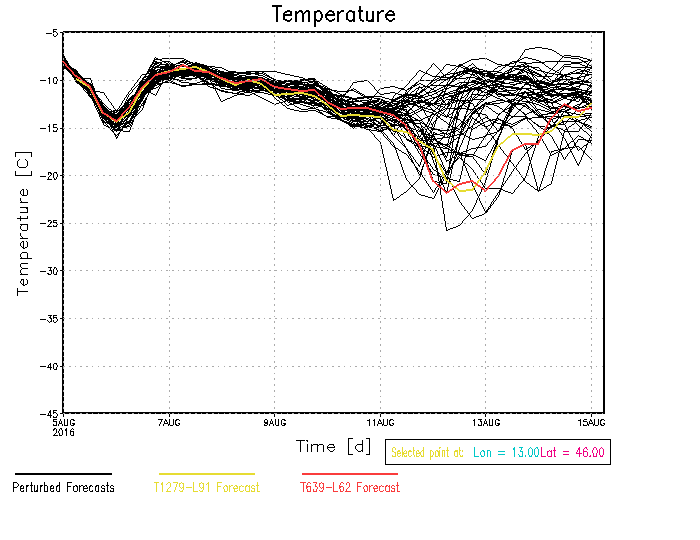 Temperature
Temperature [C]
-5
-10
-15
-20
-25
-30
-35
-40
-45
5AUG 7AUG 9AUG 11AUG 13AUG 15AUG
2016
Time [d]
Selected point at: Lon = 13.00Lat = 46.00
Perturbed Forecasts T1279-L91 Forecast T639-L62 Forecast